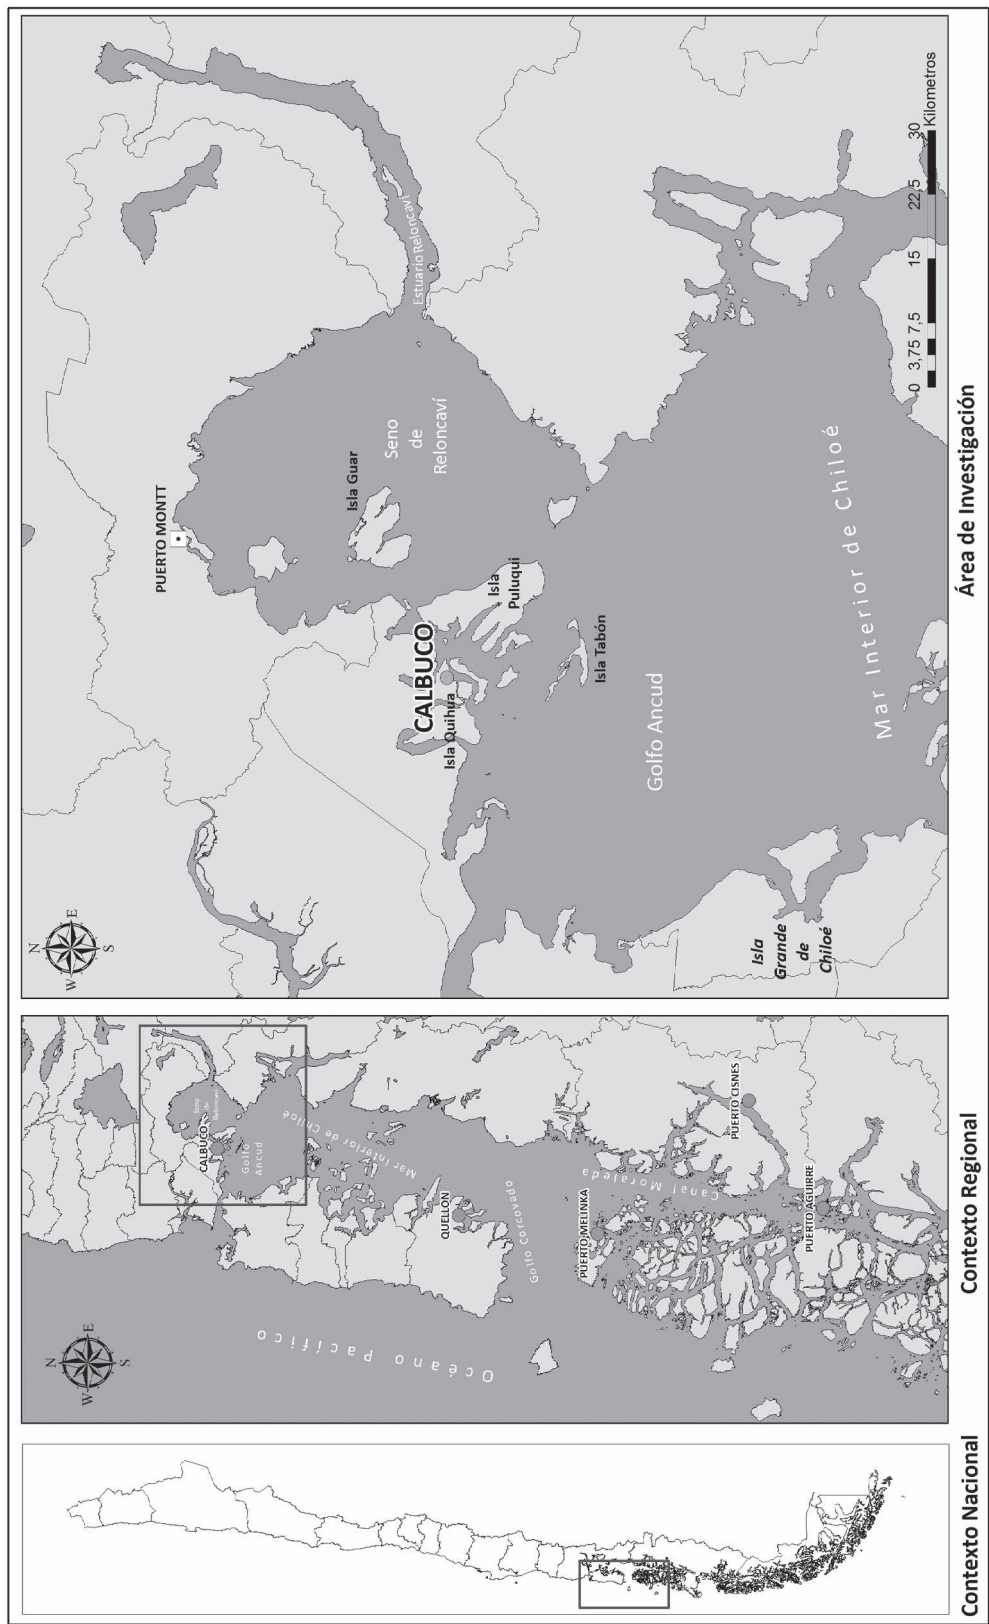 Contexto Nacional
N
W
E
S
CALBUCO
Seno
de
Reloncaví
Golfo
Ancud
Mar Interior de Chiloé
QUELLON
Golfo Corcovado
Océano Pacífico
PUERTO MELINKA
Canal Moraleda
PUERTO CISNES
PUERTO AGUIRRE
Contexto Regional
N
W
E
S
PUERTO MONTT
Estuario Reloncaví
Isla Guar
Seno
de
Reloncaví
CALBUCO
Isla Quihua
Isla
Puluqui
Isla Tabón
Golfo Ancud
Mar Interior de Chiloé
Isla
Grande
de
Chiloé
0 3,75 7,5 15 22,5 30
Kilometros
Área de Investigación